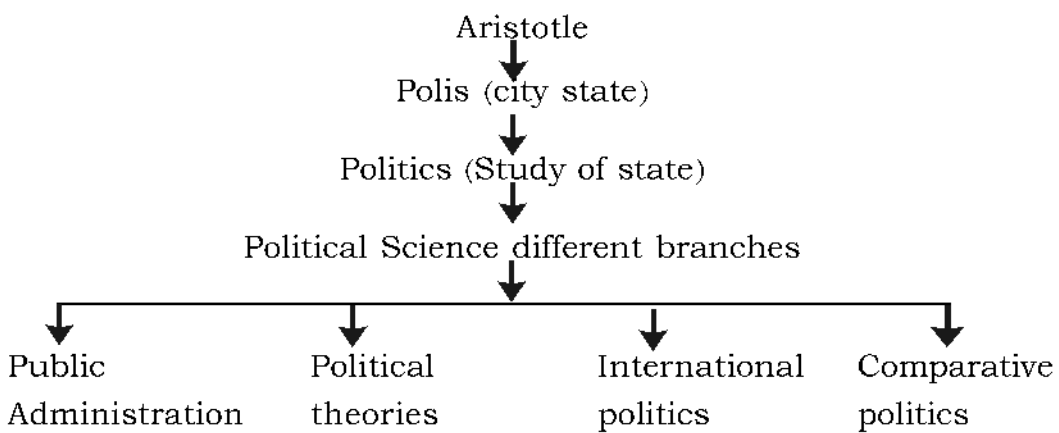 Aristotle
Polis (city state)
Politics (Study of state)
Political Science different branches
Public Administration
Political theories
International politics
Comparative politics